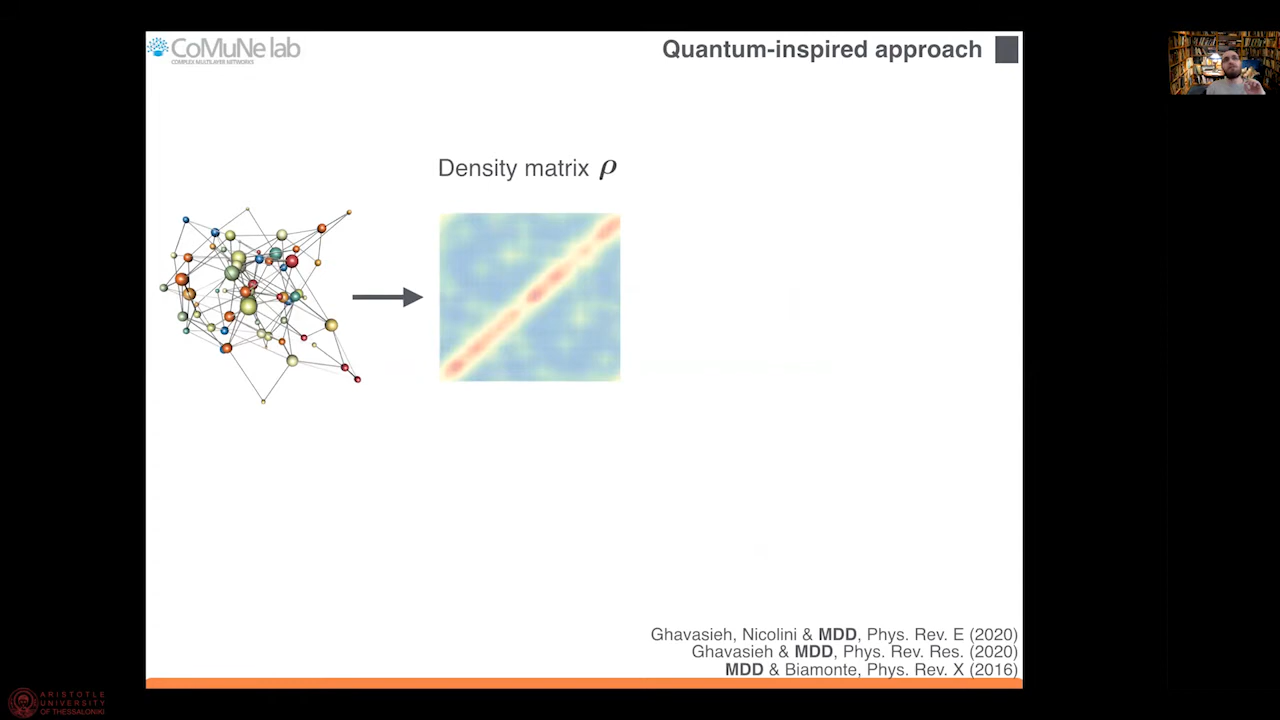 CoMuNe lab
COMPLEX MULTILAYER NETWORKS
Quantum-inspired approach
Density matrix ρ
Ghavasieh, Nicolini & MDD, Phys. Rev. E (2020)
Ghavasieh & MDD, Phys. Rev. Res. (2020)
MDD & Biamonte, Phys. Rev. X (2016)
ARISTOTLE
UNIVERSITY
OF THESSALONIKI